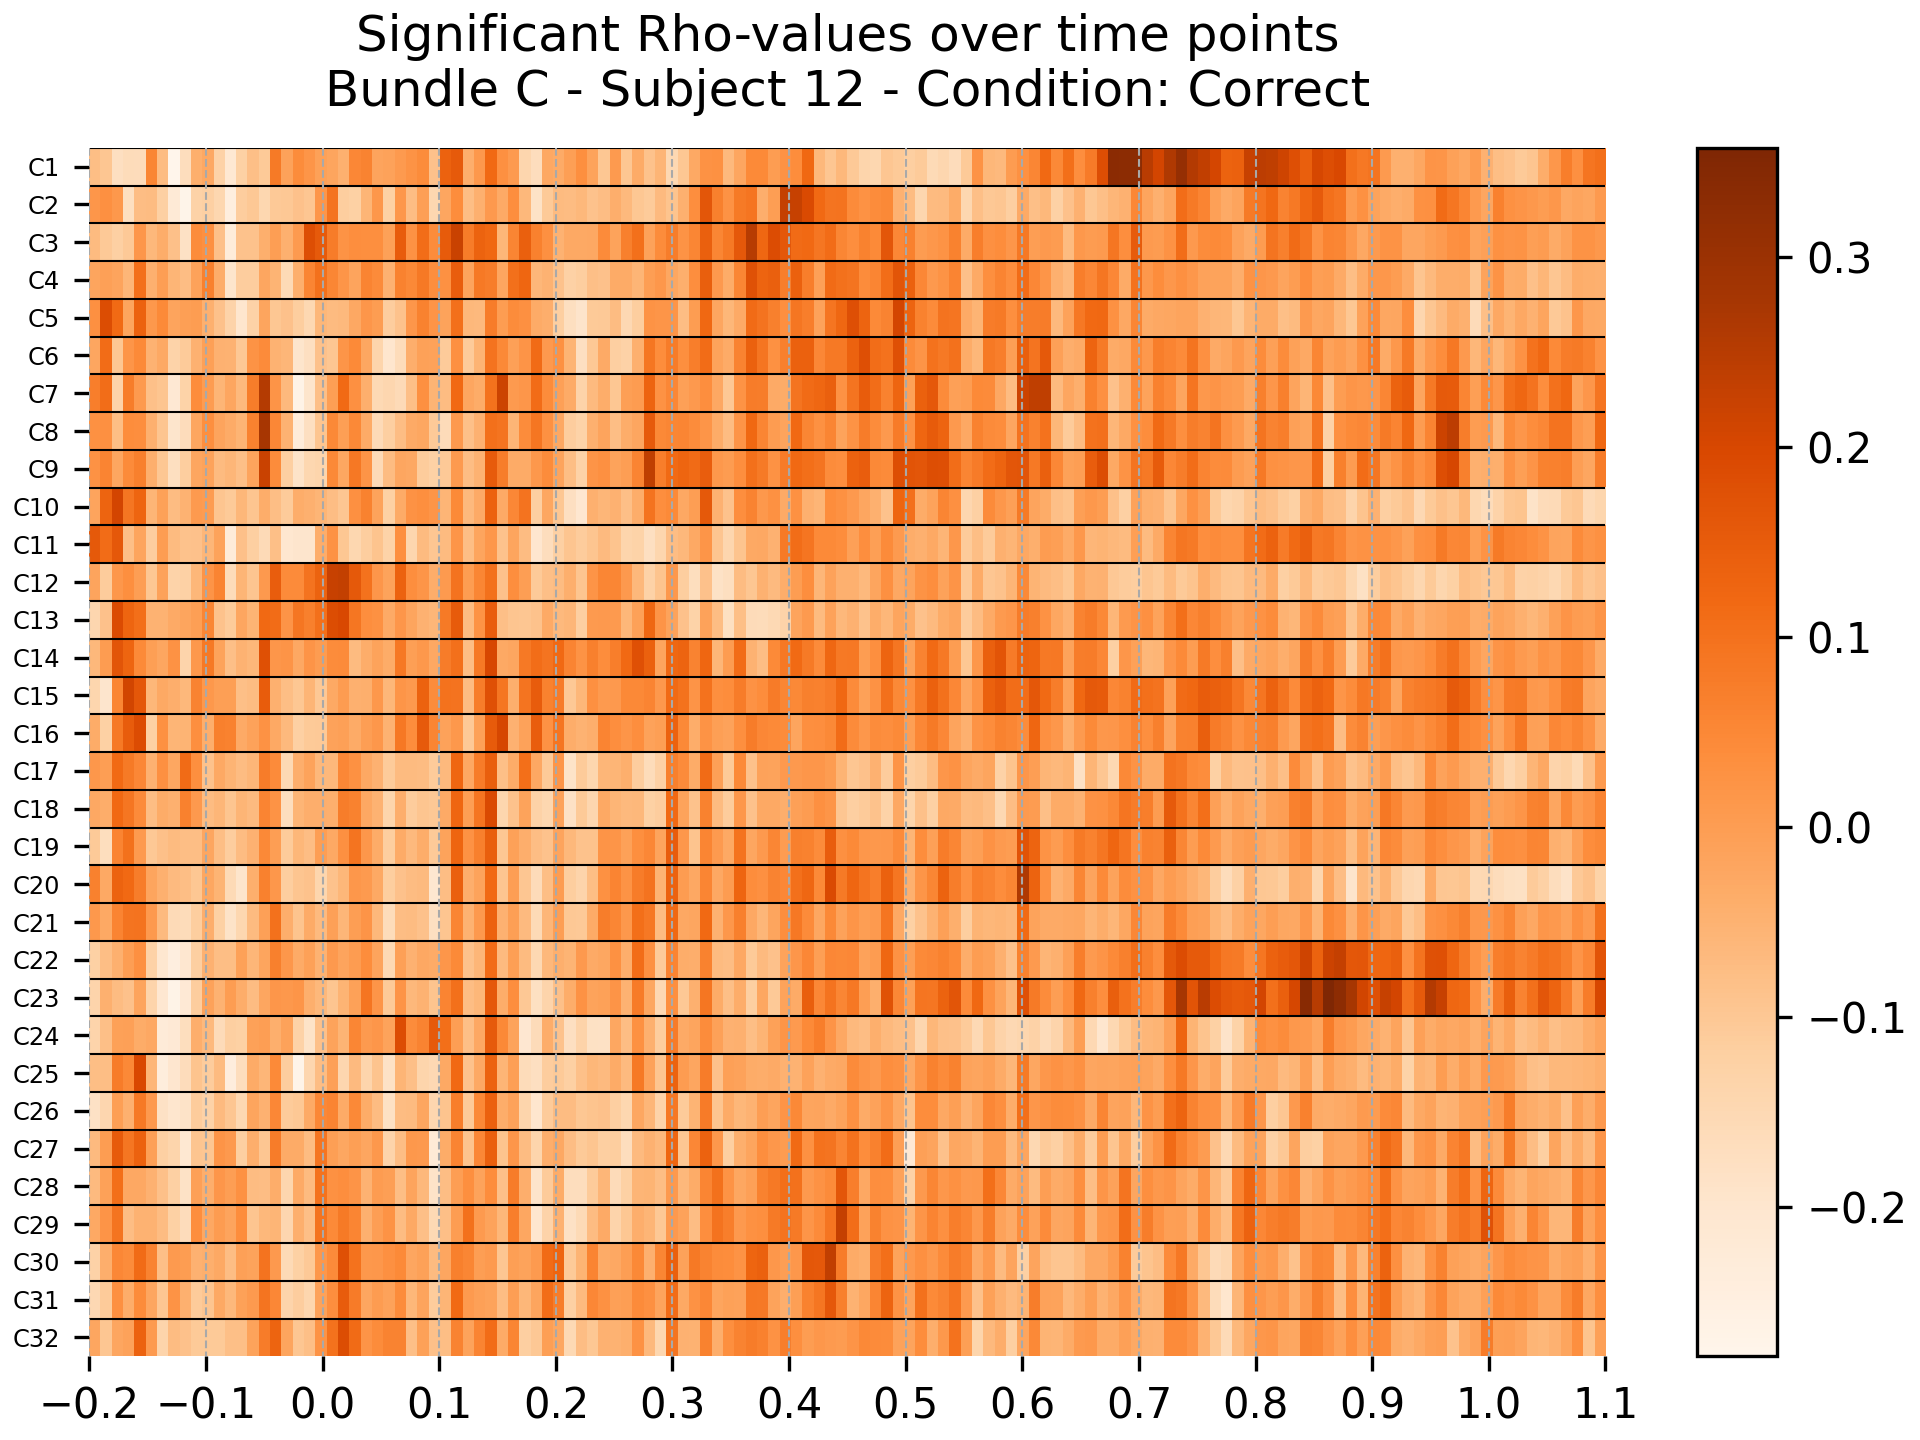 Significant Rho-values over time points
Bundle C - Subject 12 - Condition: Correct
C1
C2
C3
C4
C5
C6
C7
C8
C9
C10
C11
C12
C13
C14
C15
C16
C17
C18
C19
C20
C21
C22
C23
C24
C25
C26
C27
C28
C29
C30
C31
C32
−0.2 −0.1 0.0 0.1 0.2 0.3 0.4 0.5 0.6 0.7 0.8 0.9 1.0 1.1
0.3
0.2
0.1
0.0
−0.1
−0.2